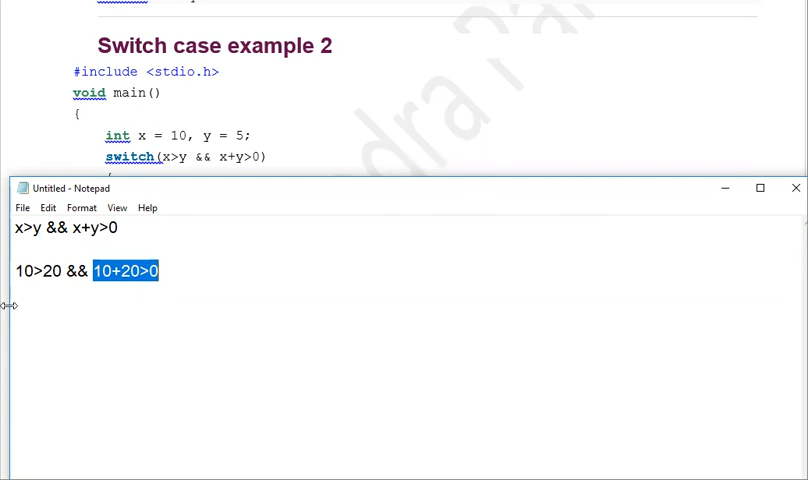 Switch case example 2
#include <stdio.h>
void main()
{
int x = 10, y = 5;
switch(x>y && x+y>0)
Untitled - Notepad
File Edit Format View Help
x>y && x+y>0
10>20 && 10+20>0